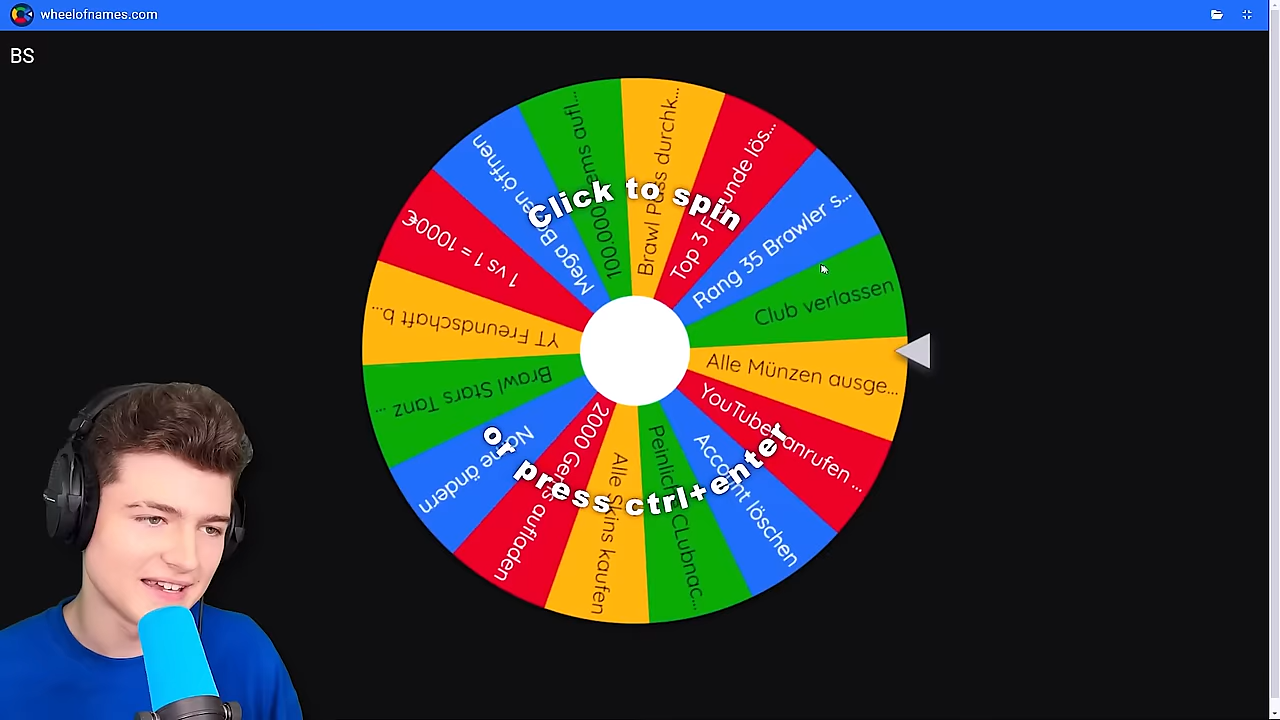 wheelofnames.com
BS
Click to spin
or press ctrl+enter
Brawl Pass durchk...
Top 3 Freunde lös...
Rang 35 Brawler s...
Club verlassen
Alle Münzen ausge...
YouTuber anrufen ...
Account löschen
Peinlich CLubnac...
Alle Skins kaufen
2000 Gems aufladen
Name ändern
Brawl Stars Tanz ...
YT Freundschaft b...
1 vs 1 = 1000€
Mega Boxen öffnen
100.000 Gems aufl...